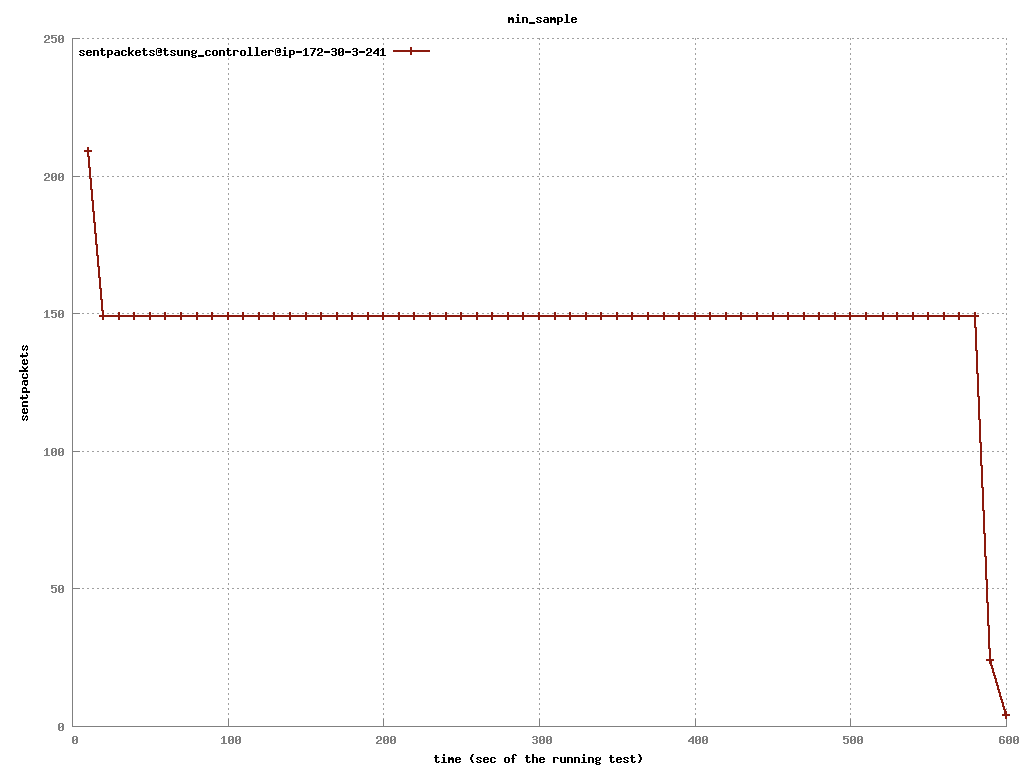 min_sample
250
sentpackets@tsung_controller@ip-172-30-3-241
200
150
sentpackets
100
50
0
0 100 200 300 400 500 600
time (sec of the running test)